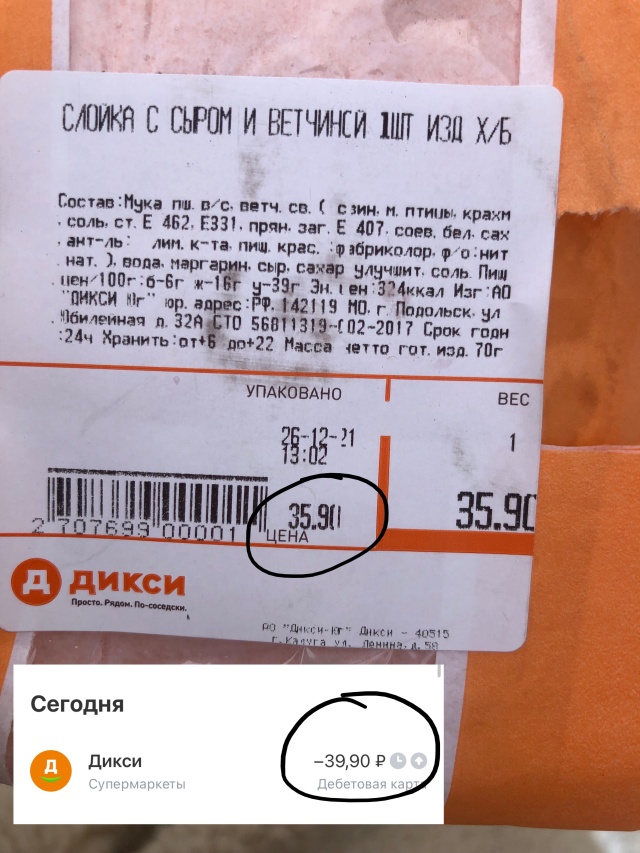 СЛОЙКА С СЫРОМ И ВЕТЧИНОЙ 1ШТ ИЗД Х/Б
Состав:Мука пш. в/с, ветч. св. ( свин, м. птицы, крахм
, соль, ст. Е 462, Е331, прян, заг. Е 407, соев, бел, сах
, ант-ль: лим. к-та, пищ, крас. :фабриколор, ф/о:нит
нат. ), вода, маргарин, сыр, сахар улучшит, соль. Пищ
цен/100г:б-6г ж-16г у-39г Эн.цен:324ккал Изг:АО
"ДИКСИ Юг" юр. адрес:РФ, 142119 МО, г. Подольск, ул
.Юбилейная д. 32А СТО 56811319-002-2017 Срок годн
:24ч Хранить:от+6 до+22 Масса нетто гот. изд. 70г
УПАКОВАНО
ВЕС
26-12-21
13:02
1
35.90
35.90
2 707699 000001
ЦЕНА
Д ДИКСИ
Просто. Рядом. По-соседски.
АО "Дикси-Юг" Дикси - 40515
г. Калуга ул. Ленина, д. 58
Сегодня
Д
Дикси
−39,90 ₽
Супермаркеты
Дебетовая карта